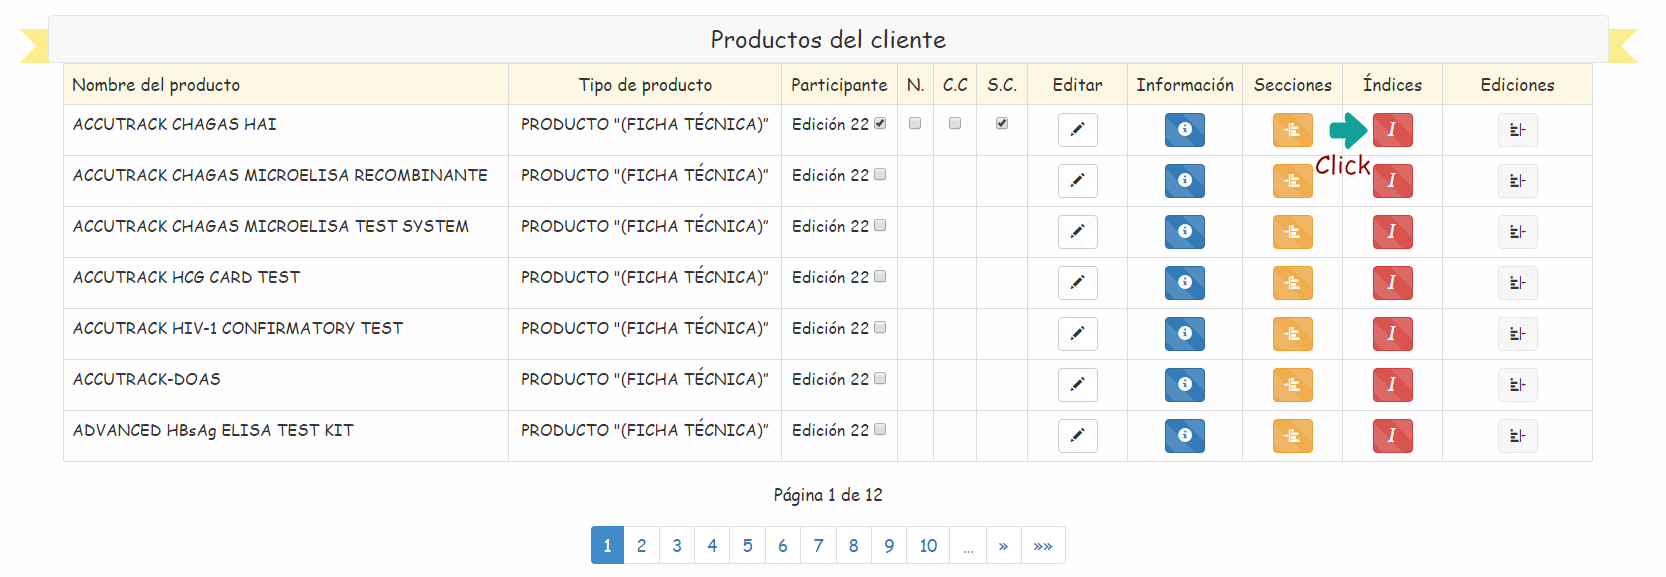 Productos del cliente
Nombre del producto Tipo de producto Participante N. C.C S.C. Editar Información Secciones Índices Ediciones
ACCUTRACK CHAGAS HAI PRODUCTO "(FICHA TÉCNICA)" Edición 22 I
Click
ACCUTRACK CHAGAS MICROELISA RECOMBINANTE PRODUCTO "(FICHA TÉCNICA)" Edición 22 I
ACCUTRACK CHAGAS MICROELISA TEST SYSTEM PRODUCTO "(FICHA TÉCNICA)" Edición 22 I
ACCUTRACK HCG CARD TEST PRODUCTO "(FICHA TÉCNICA)" Edición 22 I
ACCUTRACK HIV-1 CONFIRMATORY TEST PRODUCTO "(FICHA TÉCNICA)" Edición 22 I
ACCUTRACK-DOAS PRODUCTO "(FICHA TÉCNICA)" Edición 22 I
ADVANCED HBsAg ELISA TEST KIT PRODUCTO "(FICHA TÉCNICA)" Edición 22 I
Página 1 de 12
1 2 3 4 5 6 7 8 9 10 ... » »»